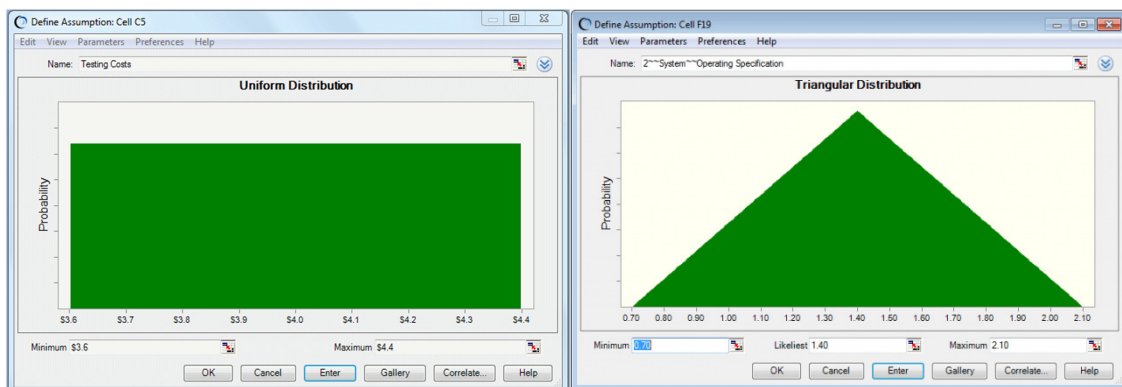 Define Assumption: Cell C5
Edit View Parameters Preferences Help
Name: Testing Costs
Uniform Distribution
Probability
$3.6 $3.7 $3.8 $3.9 $4.0 $4.1 $4.2 $4.3 $4.4
Minimum $3.6 Maximum $4.4
OK Cancel Enter Gallery Correlate... Help
Define Assumption: Cell F19
Edit View Parameters Preferences Help
Name: 2~~System~~Operating Specification
Triangular Distribution
Probability
0.70 0.80 0.90 1.00 1.10 1.20 1.30 1.40 1.50 1.60 1.70 1.80 1.90 2.00 2.10
Minimum 0.70 Likeliest 1.40 Maximum 2.10
OK Cancel Enter Gallery Correlate... Help